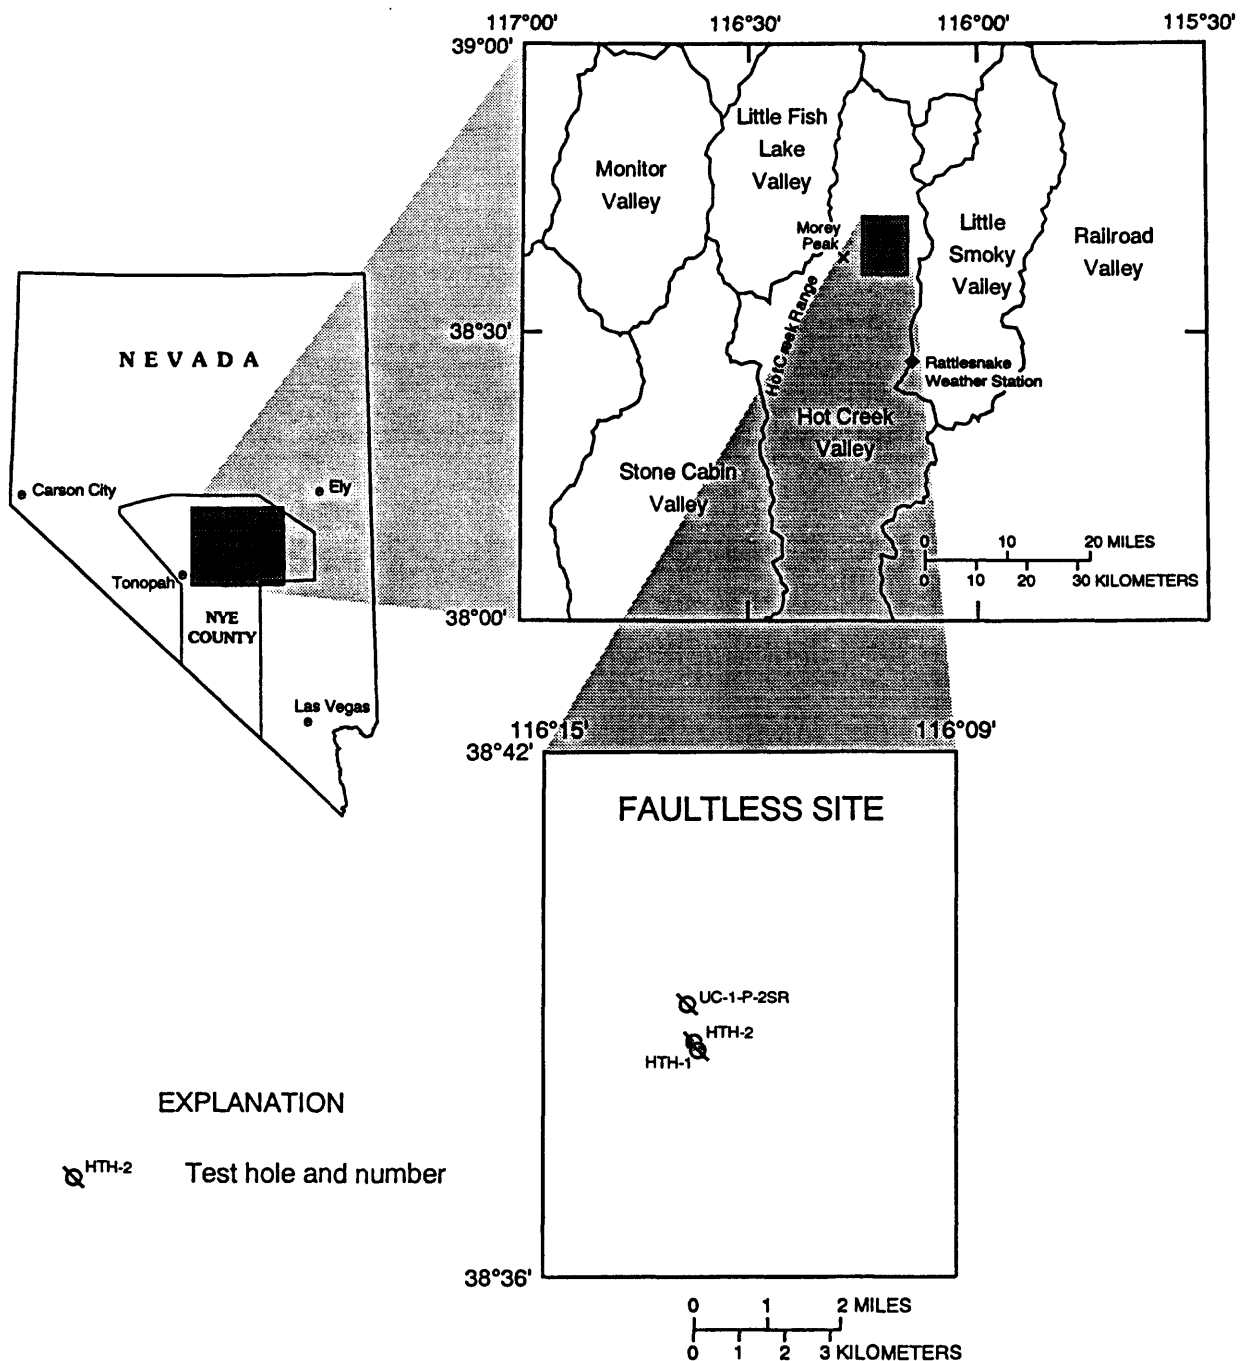 117°00'
116°30'
116°00'
115°30'
39°00'
Little Fish
Lake
Valley
Monitor
Valley
Morey
Peak
Little
Smoky
Valley
Railroad
Valley
38°30'
Hot Creek Range
Rattlesnake
Weather Station
Hot Creek
Valley
Stone Cabin
Valley
0 10 20 MILES
0 10 20 30 KILOMETERS
38°00'
NEVADA
Carson City
Ely
Tonopah
NYE
COUNTY
Las Vegas
116°15'
116°09'
38°42'
FAULTLESS SITE
UC-1-P-2SR
HTH-2
HTH-1
38°36'
0 1 2 MILES
0 1 2 3 KILOMETERS
EXPLANATION
HTH-2
Test hole and number